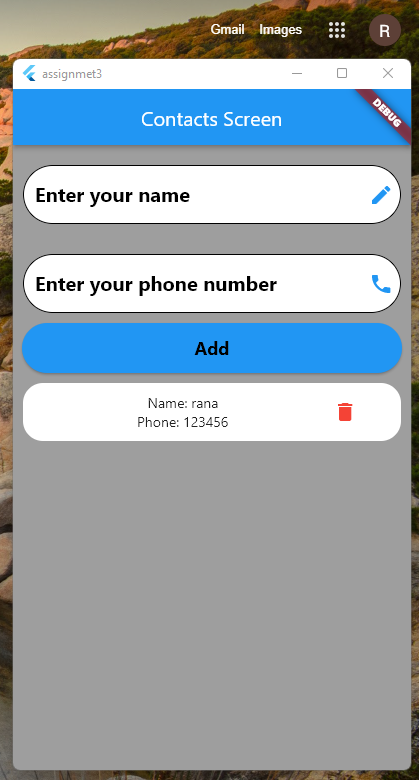 Gmail Images
R
assignmet3
Contacts Screen
DEBUG
Enter your name
Enter your phone number
Add
Name: rana
Phone: 123456